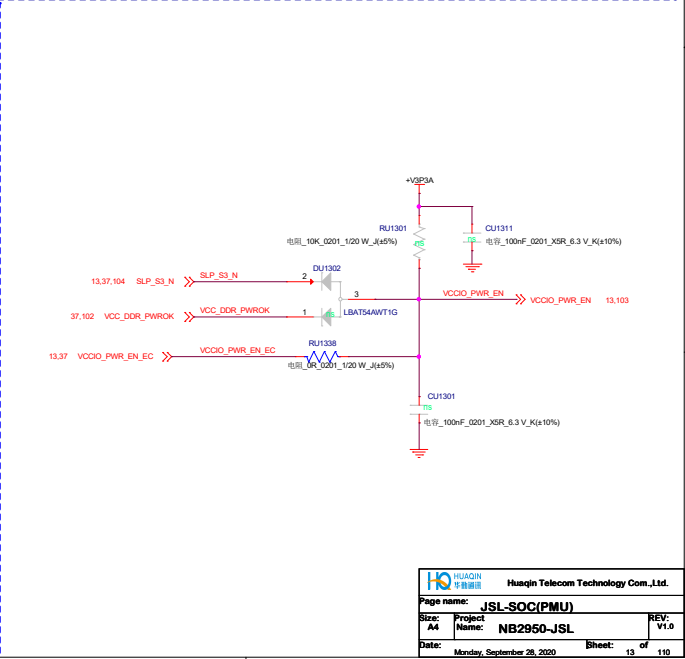 +V3P3A
RU1301
ns
电阻_10K_0201_1/20 W_J(±5%)
CU1311
ns
电容_100nF_0201_X5R_6.3 V_K(±10%)
13,37,104 SLP_S3_N
SLP_S3_N
2
DU1302
3
VCCIO_PWR_EN
VCCIO_PWR_EN 13,103
37,102 VCC_DDR_PWROK
VCC_DDR_PWROK
1
ns
LBAT54AWT1G
13,37 VCCIO_PWR_EN_EC
VCCIO_PWR_EN_EC
RU1338
电阻_0R_0201_1/20 W_J(±5%)
CU1301
ns
电容_100nF_0201_X5R_6.3 V_K(±10%)
HQ HUAQIN
华勤通讯
Huaqin Telecom Technology Com.,Ltd.
Page name: JSL-SOC(PMU)
Size: A4
Project Name: NB2950-JSL
REV: V1.0
Date: Monday, September 28, 2020
Sheet: 13 of 110